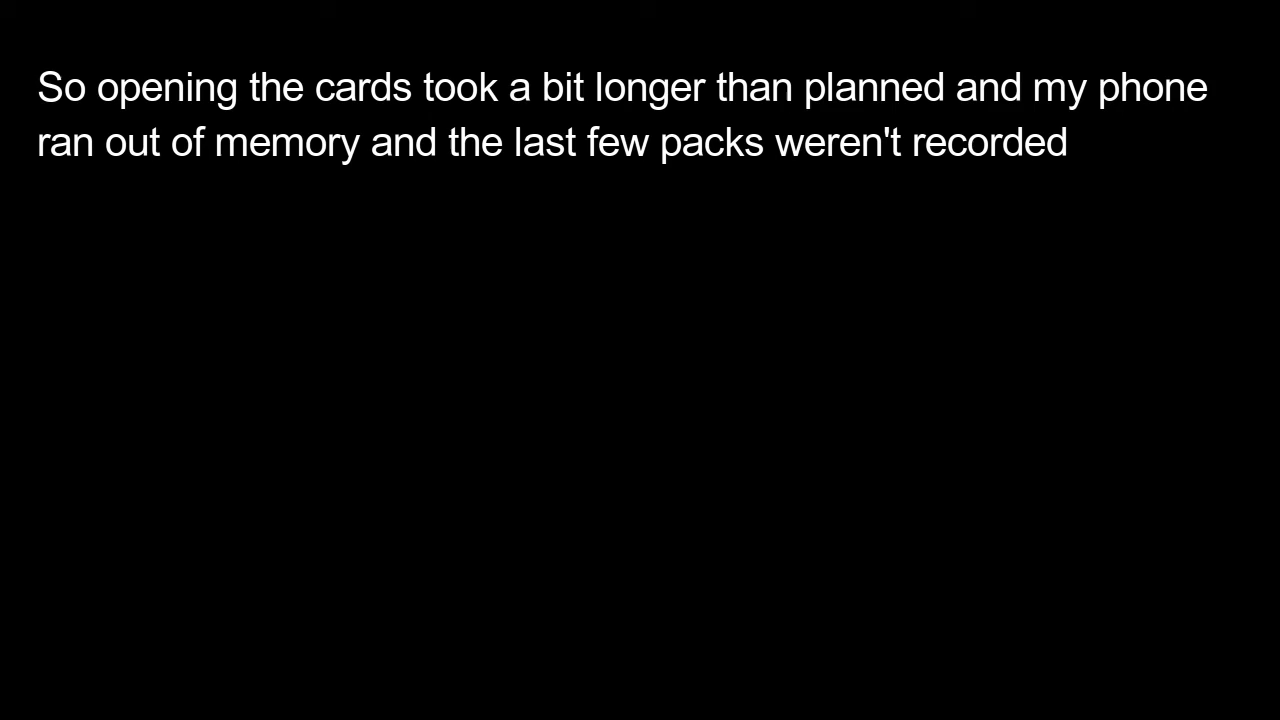 So opening the cards took a bit longer than planned and my phone
ran out of memory and the last few packs weren't recorded